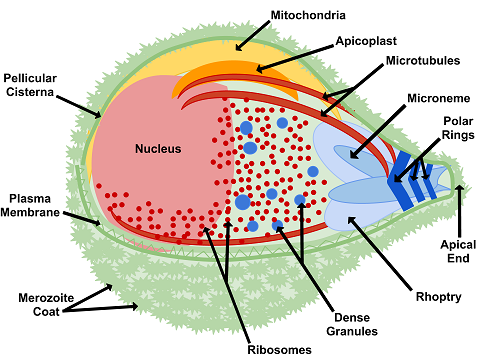 Mitochondria
Apicoplast
Microtubules
Pellicular
Cisterna
Microneme
Polar
Rings
Nucleus
Plasma
Membrane
Apical
End
Merozoite
Coat
Rhoptry
Dense
Granules
Ribosomes